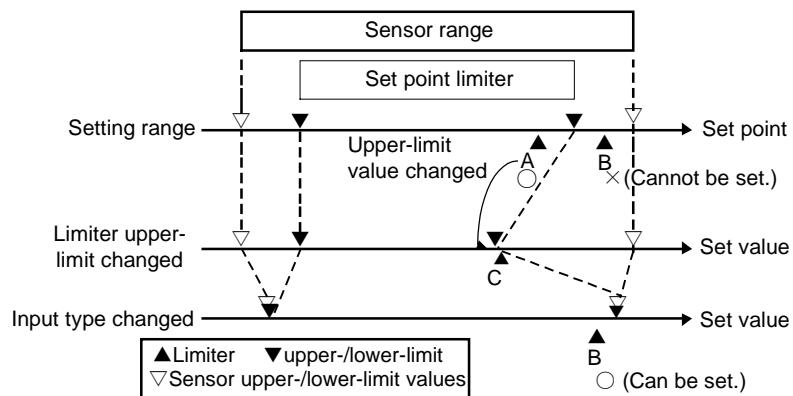 Sensor range
Set point limiter
Setting range
Set point
Upper-limit
value changed
A
B
(Cannot be set.)
Limiter upper-
limit changed
Set value
C
Input type changed
Set value
B
(Can be set.)
▲Limiter ▼upper-/lower-limit
▽Sensor upper-/lower-limit values